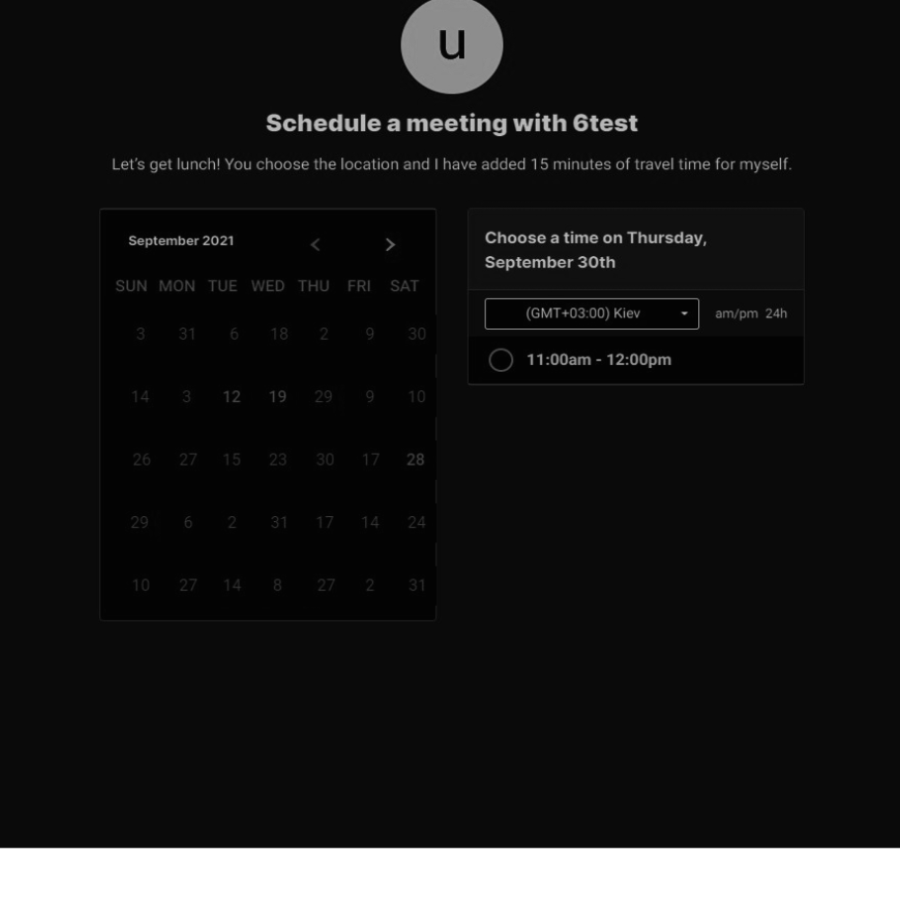 u
Schedule a meeting with 6test
Let's get lunch! You choose the location and I have added 15 minutes of travel time for myself.
September 2021
SUN MON TUE WED THU FRI SAT
3 31 6 18 2 9 30
14 3 12 19 29 9 10
26 27 15 23 30 17 28
29 6 2 31 17 14 24
10 27 14 8 27 2 31
Choose a time on Thursday,
September 30th
(GMT+03:00) Kiev am/pm 24h
11:00am - 12:00pm